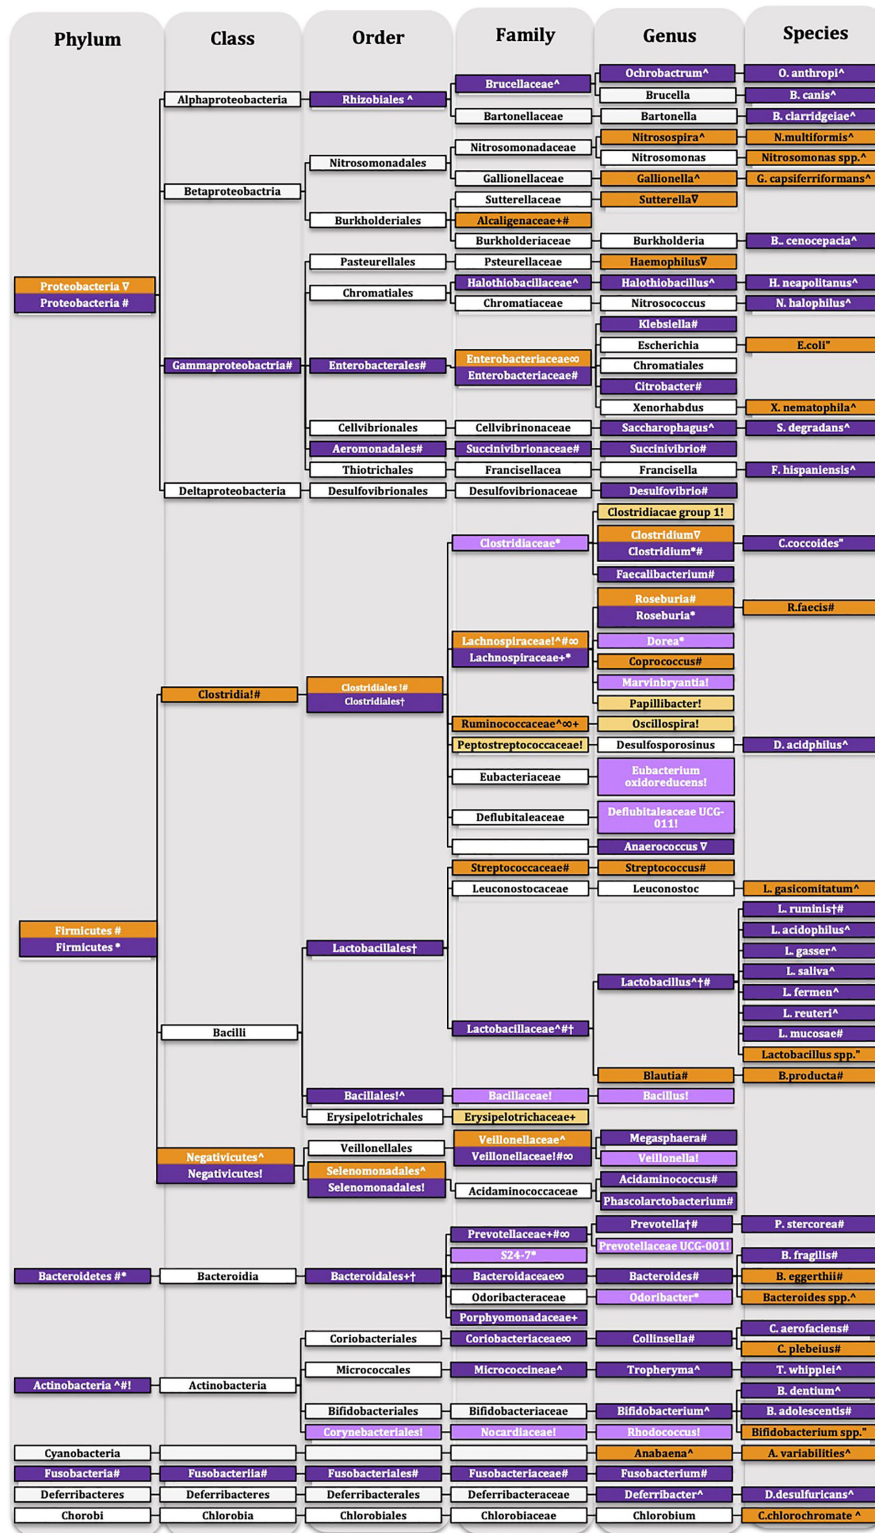 Phylum Class Order Family Genus Species
Ochrobactrum^ O. anthropi^
Brucellaceae^
Alphaproteobacteria Rhizobiales ^ Brucella B. canis^
Bartonellaceae Bartonella B. clarridgeiae^
Nitrosospira^ N.multiformis^
Nitrosomonadaceae
Nitrosomonadales Nitrosomonas Nitrosomonas spp.^
Gallionellaceae Gallionella^ G. capsiferriformans^
Betaproteobactria
Sutterellaceae Sutterella∇
Burkholderiales Alcaligenaceae+#
Burkholderiaceae Burkholderia B.. cenocepacia^
Pasteurellales Psteurellaceae Haemophilus∇
Proteobacteria ∇ Halothiobacillaceae^ Halothiobacillus^ H. neapolitanus^
Chromatiales
Proteobacteria # Chromatiaceae Nitrosococcus N. halophilus^
Klebsiella#
Escherichia E.coli"
Enterobacteriaceae∞
Gammaproteobactria# Enterobacterales# Chromatiales
Enterobacteriaceae#
Citrobacter#
Xenorhabdus X. nematophila^
Cellvibrionales Cellvibrinonaceae Saccharophagus^ S. degradans^
Aeromonadales# Succinivibrionaceae# Succinivibrio#
Thiotrichales Francisellacea Francisella F. hispaniensis^
Deltaproteobacteria Desulfovibrionales Desulfovibrionaceae Desulfovibrio#
Clostridiacae group 1!
Clostridium∇
Clostridiaceae* C.coccoides"
Clostridium*#
Faecalibacterium#
Roseburia#
R.faecis#
Roseburia*
Lachnospiraceae!^#∞ Dorea*
Lachnospiraceae+* Coprococcus#
Marvinbryantia!
Clostridiales !#
Clostridia!#
Clostridiales†
Papillibacter!
Ruminococcaceae^∞+ Oscillospira!
Peptostreptococcaceae! Desulfosporosinus D. acidphilus^
Eubacteriaceae Eubacterium
oxidoreducens!
Deflubitaleaceae Deflubitaleaceae UCG-
011!
Anaerococcus ∇
Streptococcaceae# Streptococcus#
Leuconostocaceae Leuconostoc L. gasicomitatum^
L. ruminis†#
Firmicutes # L. acidophilus^
Firmicutes * Lactobacillales† L. gasser^
L. saliva^
Lactobacillus^†#
L. fermen^
L. reuteri^
Bacilli Lactobacillaceae^#† L. mucosae#
Lactobacillus spp."
Blautia# B.producta#
Bacillales!^ Bacillaceae! Bacillus!
Erysipelotrichales Erysipelotrichaceae+
Veillonellales Veillonellaceae^ Megasphaera#
Negativicutes^ Veillonellaceae!#∞ Veillonella!
Negativicutes! Selenomonadales^
Selenomonadales! Acidaminococcus#
Acidaminococcaceae
Phascolarctobacterium#
Prevotellaceae+#∞ Prevotella†# P. stercorea#
Prevotellaceae UCG-001!
S24-7* B. fragilis#
Bacteroidetes #* Bacteroidia Bacteroidales+† Bacteroidaceae∞ Bacteroides# B. eggerthii#
Odoribacteraceae Odoribacter* Bacteroides spp.^
Porphyomonadaceae+
C. aerofaciens#
Coriobacteriales Coriobacteriaceae∞ Collinsella#
C. plebeius#
Micrococcales Micrococcineae^ Tropheryma^ T. whipplei^
Actinobacteria ^#! Actinobacteria
B. dentium^
Bifidobacteriales Bifidobacteriaceae Bifidobacterium^ B. adolescentis#
Corynebacteriales! Nocardiaceae! Rhodococcus! Bifidobacterium spp."
Cyanobacteria Anabaena^ A. variabilities^
Fusobacteria# Fusobacteriia# Fusobacteriales# Fusobacteriaceae# Fusobacterium#
Deferribacteres Deferribacteres Deferribacterales Deferribacteraceae Deferribacter^ D.desulfuricans^
Chorobi Chlorobia Chlorobiales Chlorobiaceae Chlorobium C.chlorochromate ^